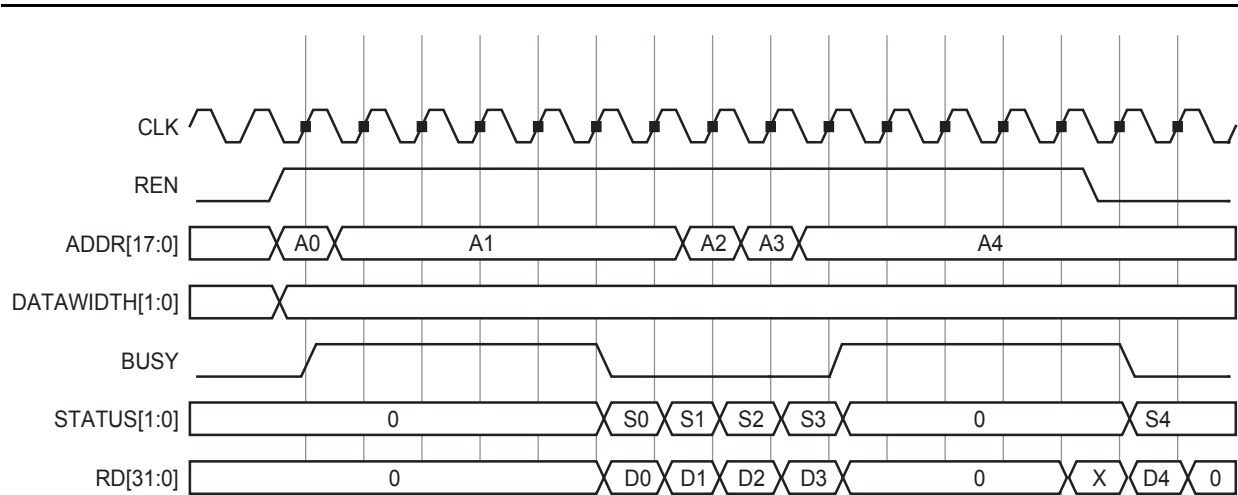 CLK
REN
ADDR[17:0] A0 A1 A2 A3 A4
DATAWIDTH[1:0]
BUSY
STATUS[1:0] 0 S0 S1 S2 S3 0 S4
RD[31:0] 0 D0 D1 D2 D3 0 X D4 0